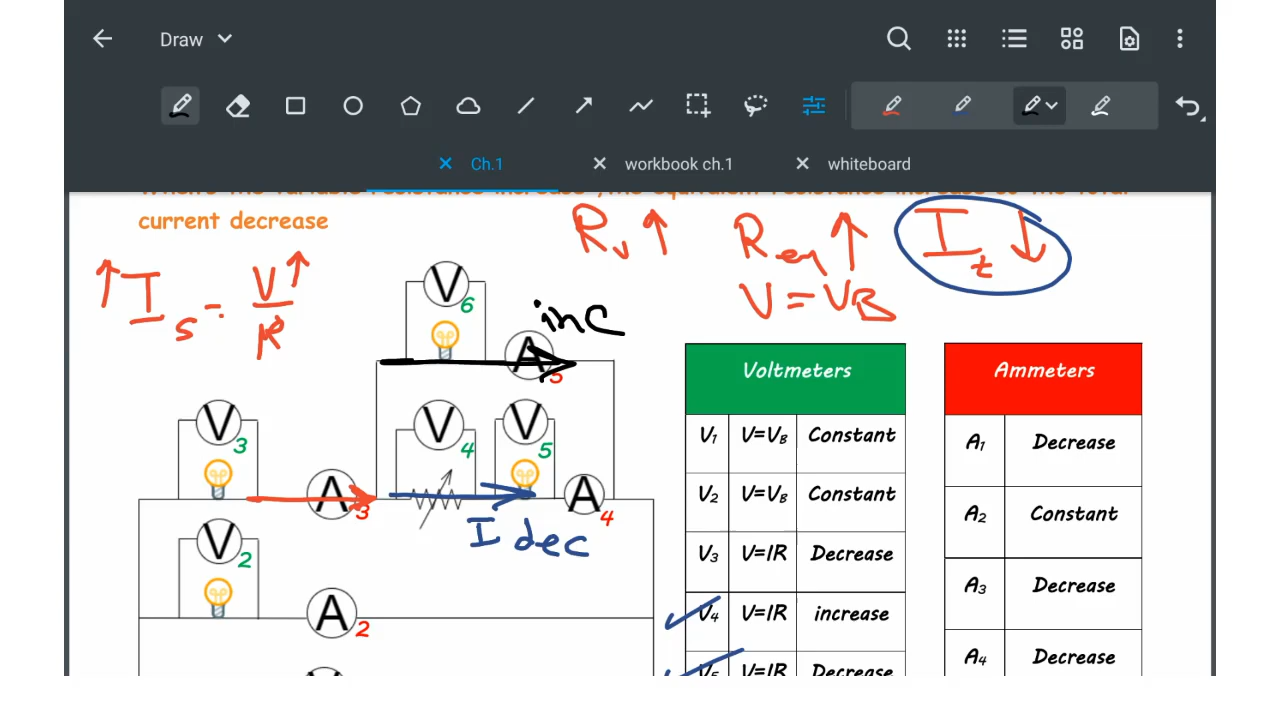 Draw
Ch.1
workbook ch.1
whiteboard
current decrease
Rv ↑ Req ↑ It ↓
↑ Is = V↑/R
V = VB
V6
inc
A5
V3
V4
V5
A3
A4
I dec
V2
A2
Voltmeters
V1 V=VB Constant
V2 V=VB Constant
V3 V=IR Decrease
V4 V=IR increase
V5 V=IR Decrease
Ammeters
A1 Decrease
A2 Constant
A3 Decrease
A4 Decrease